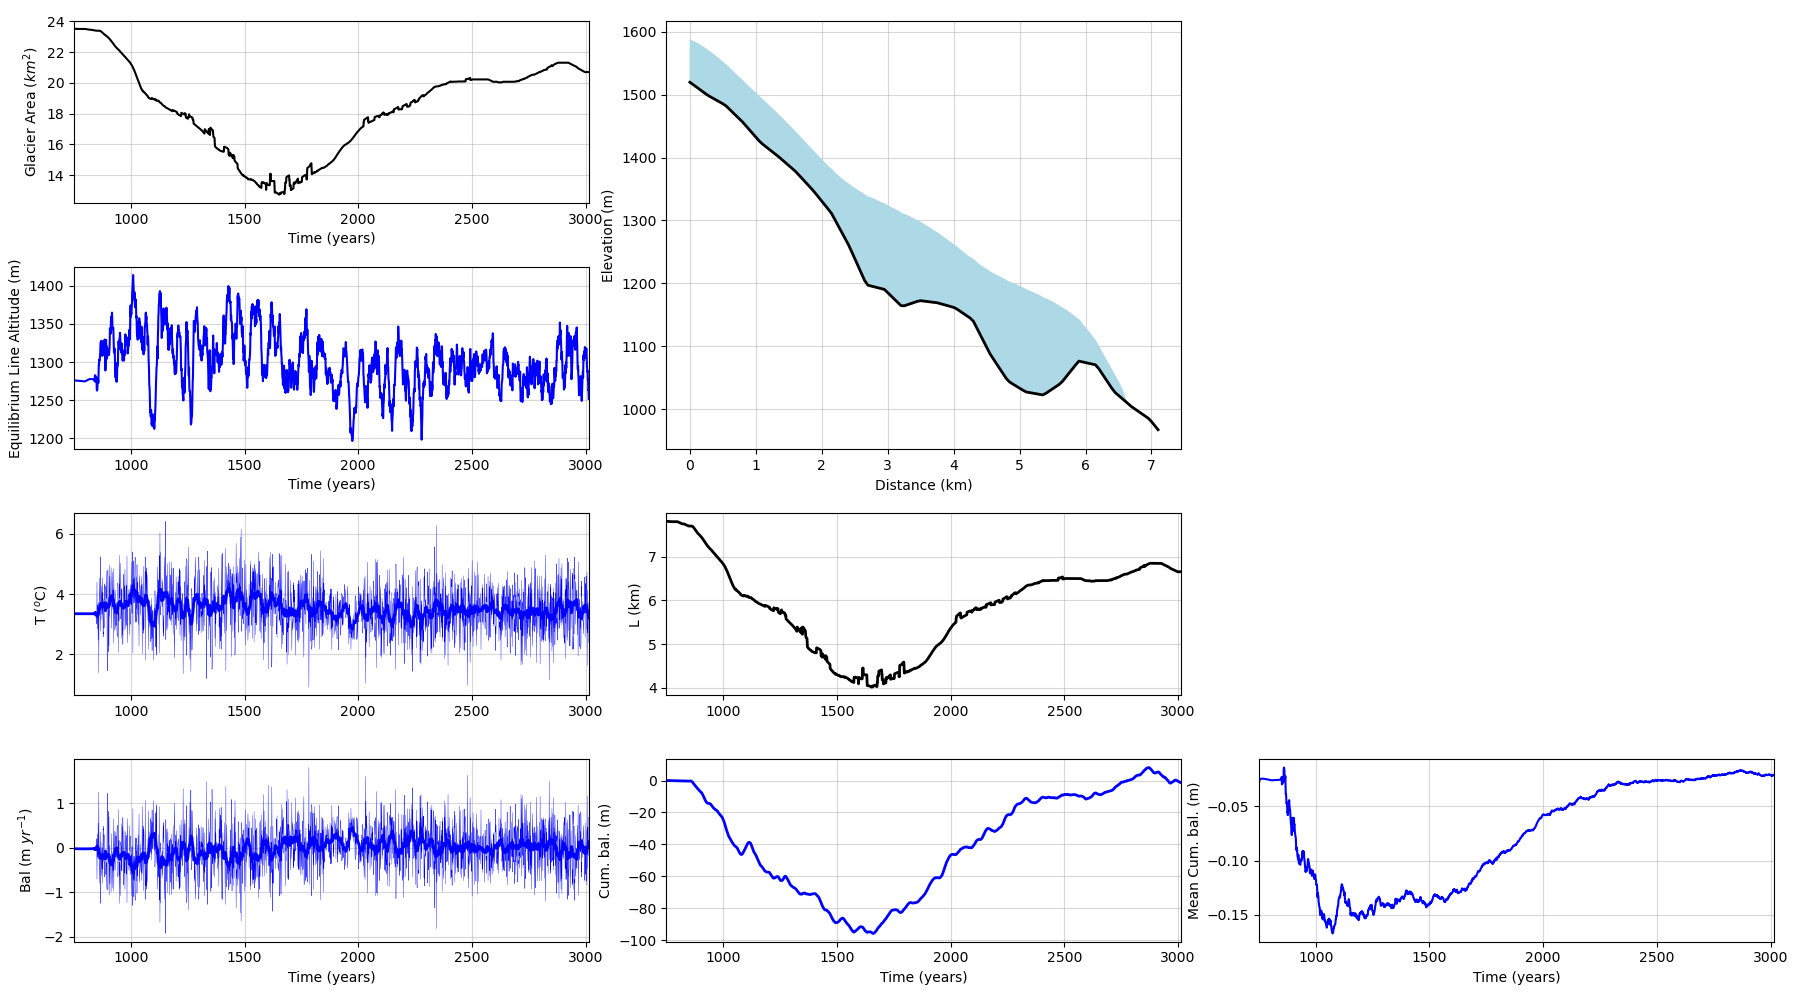 24
22
20
18
16
14
Glacier Area (km²)
1000 1500 2000 2500 3000
Time (years)
1400
1350
1300
1250
1200
Equilibrium Line Altitude (m)
1000 1500 2000 2500 3000
Time (years)
1600
1500
1400
1300
1200
1100
1000
Elevation (m)
0 1 2 3 4 5 6 7
Distance (km)
6
4
2
T (°C)
1000 1500 2000 2500 3000
7
6
5
4
L (km)
1000 1500 2000 2500 3000
1
0
−1
−2
Bal (m yr⁻¹)
1000 1500 2000 2500 3000
Time (years)
0
−20
−40
−60
−80
−100
Cum. bal. (m)
1000 1500 2000 2500 3000
Time (years)
−0.05
−0.10
−0.15
Mean Cum. bal. (m)
1000 1500 2000 2500 3000
Time (years)